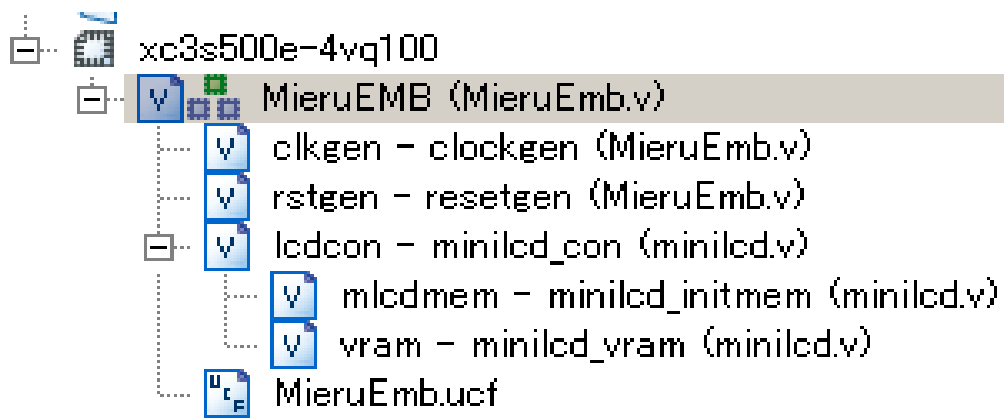 xc3s500e-4vq100
MieruEMB (MieruEmb.v)
clkgen - clockgen (MieruEmb.v)
rstgen - resetgen (MieruEmb.v)
lcdcon - minilcd_con (minilcd.v)
mlcdmem - minilcd_initmem (minilcd.v)
vram - minilcd_vram (minilcd.v)
MieruEmb.ucf